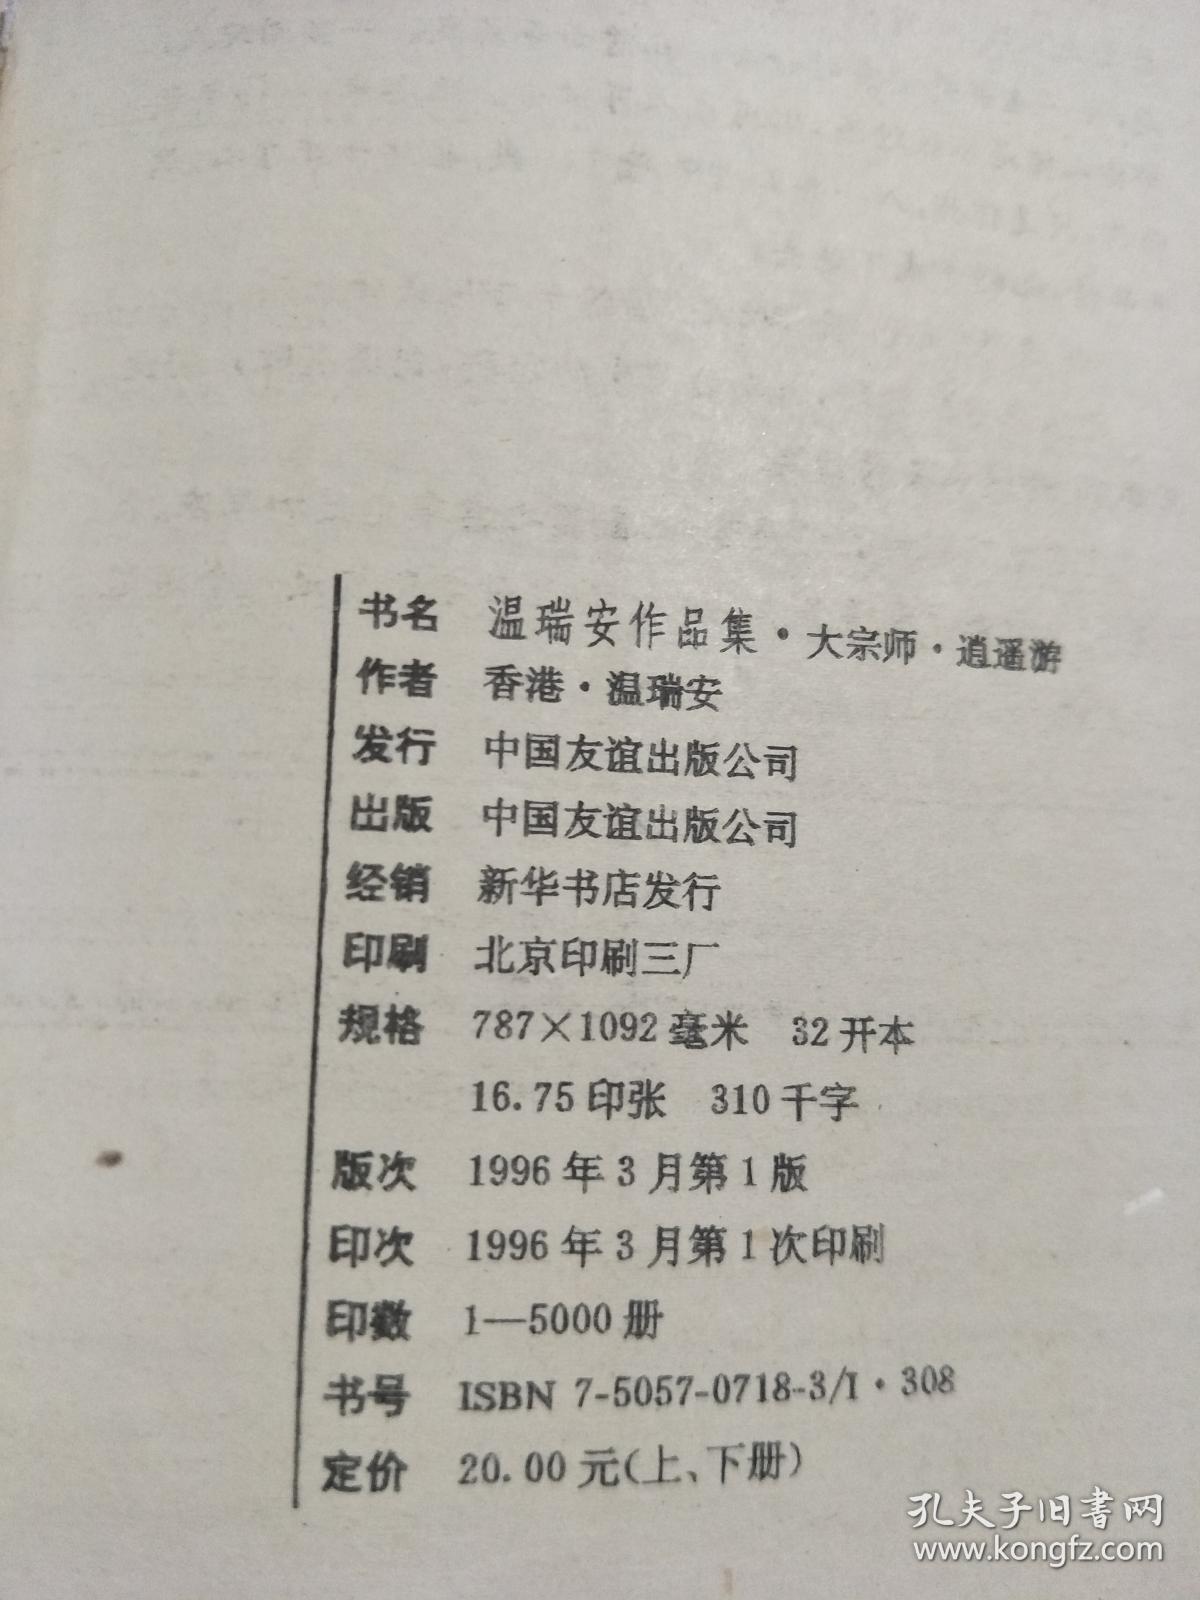 书名 温瑞安作品集·大宗师·逍遥游
作者 香港·温瑞安
发行 中国友谊出版公司
出版 中国友谊出版公司
经销 新华书店发行
印刷 北京印刷三厂
规格 787×1092毫米 32开本
16.75印张 310千字
版次 1996年3月第1版
印次 1996年3月第1次印刷
印数 1—5000册
书号 ISBN 7-5057-0718-3/I·308
定价 20.00元(上、下册)
孔夫子旧书网
www.kongfz.com